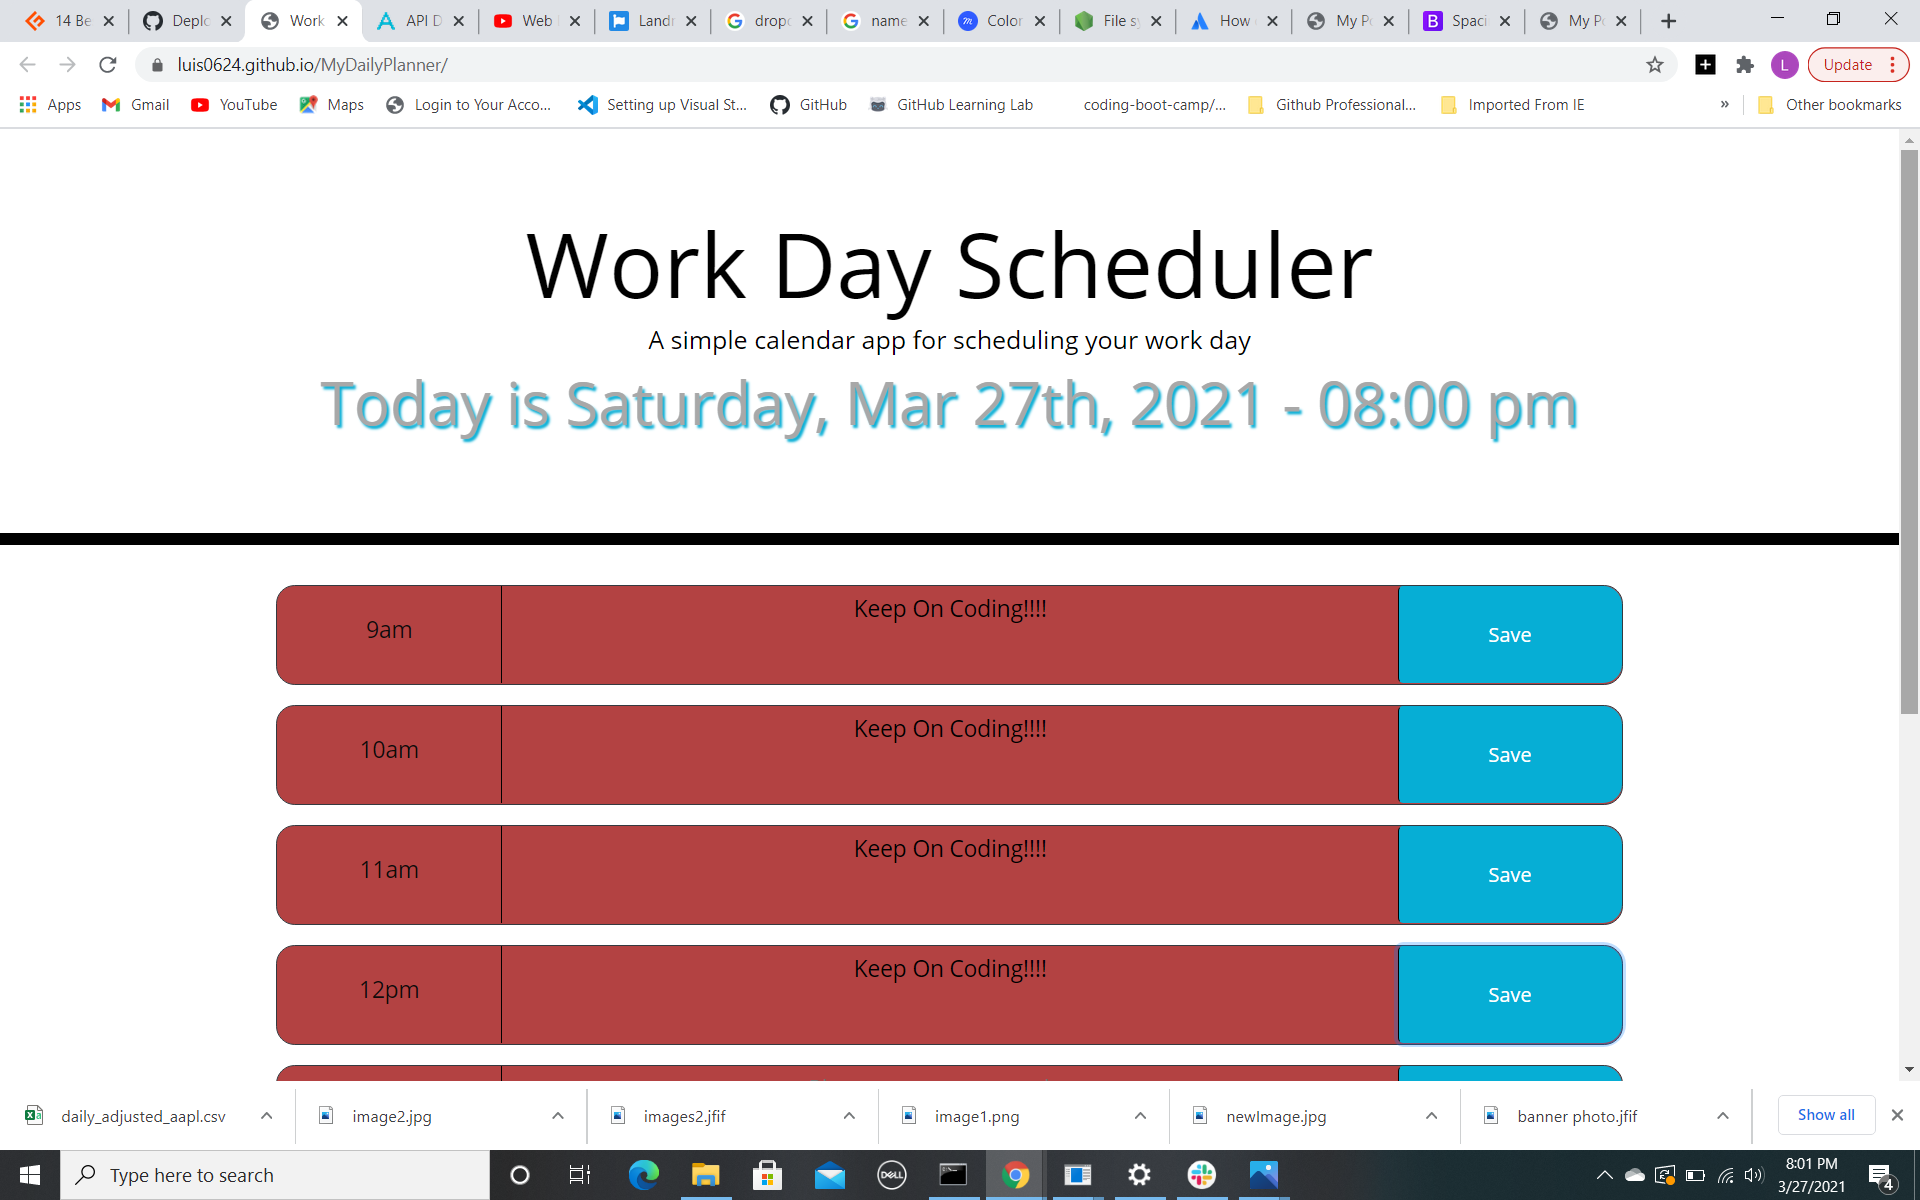 14 Be
Deplo
Work
API D
Web
Landi
dropd
name
Color
File sy
How
My Po
Spaci
My Po
luis0624.github.io/MyDailyPlanner/
L
Update
Apps
Gmail
YouTube
Maps
Login to Your Acco...
Setting up Visual St...
GitHub
GitHub Learning Lab
coding-boot-camp/...
Github Professional...
Imported From IE
»
Other bookmarks
Work Day Scheduler
A simple calendar app for scheduling your work day
Today is Saturday, Mar 27th, 2021 - 08:00 pm
9am
Keep On Coding!!!!
Save
10am
Keep On Coding!!!!
Save
11am
Keep On Coding!!!!
Save
12pm
Keep On Coding!!!!
Save
daily_adjusted_aapl.csv
image2.jpg
images2.jfif
image1.png
newImage.jpg
banner photo.jfif
Show all
Type here to search
DELL
8:01 PM
3/27/2021
4